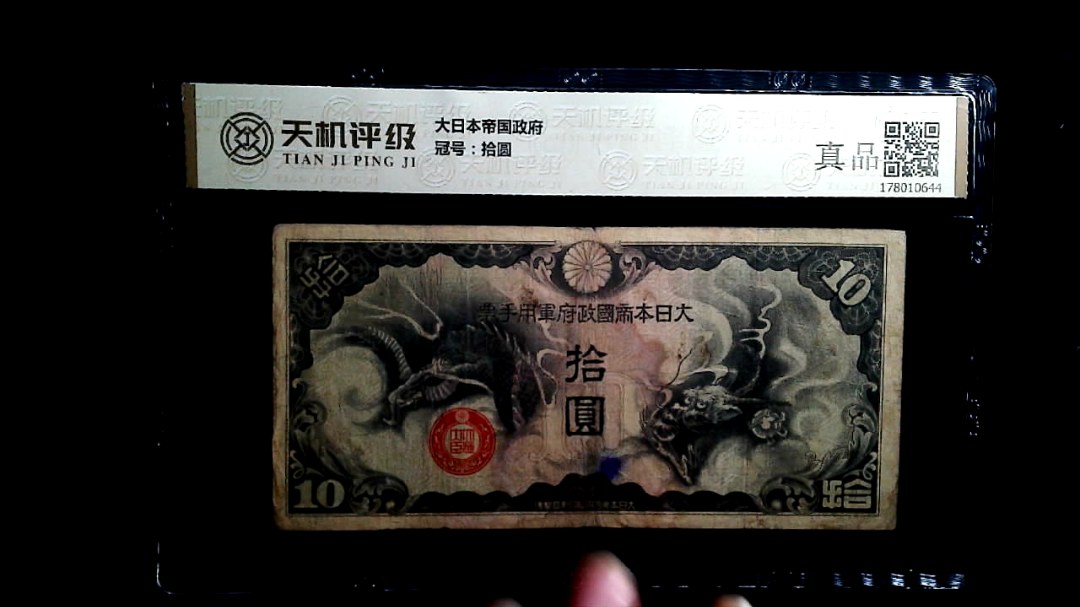 天机评级
TIAN JI PING JI
大日本帝国政府
冠号：拾圆
真品
178010644
拾
10
大日本帝國政府軍用手票
拾
圓
10
拾